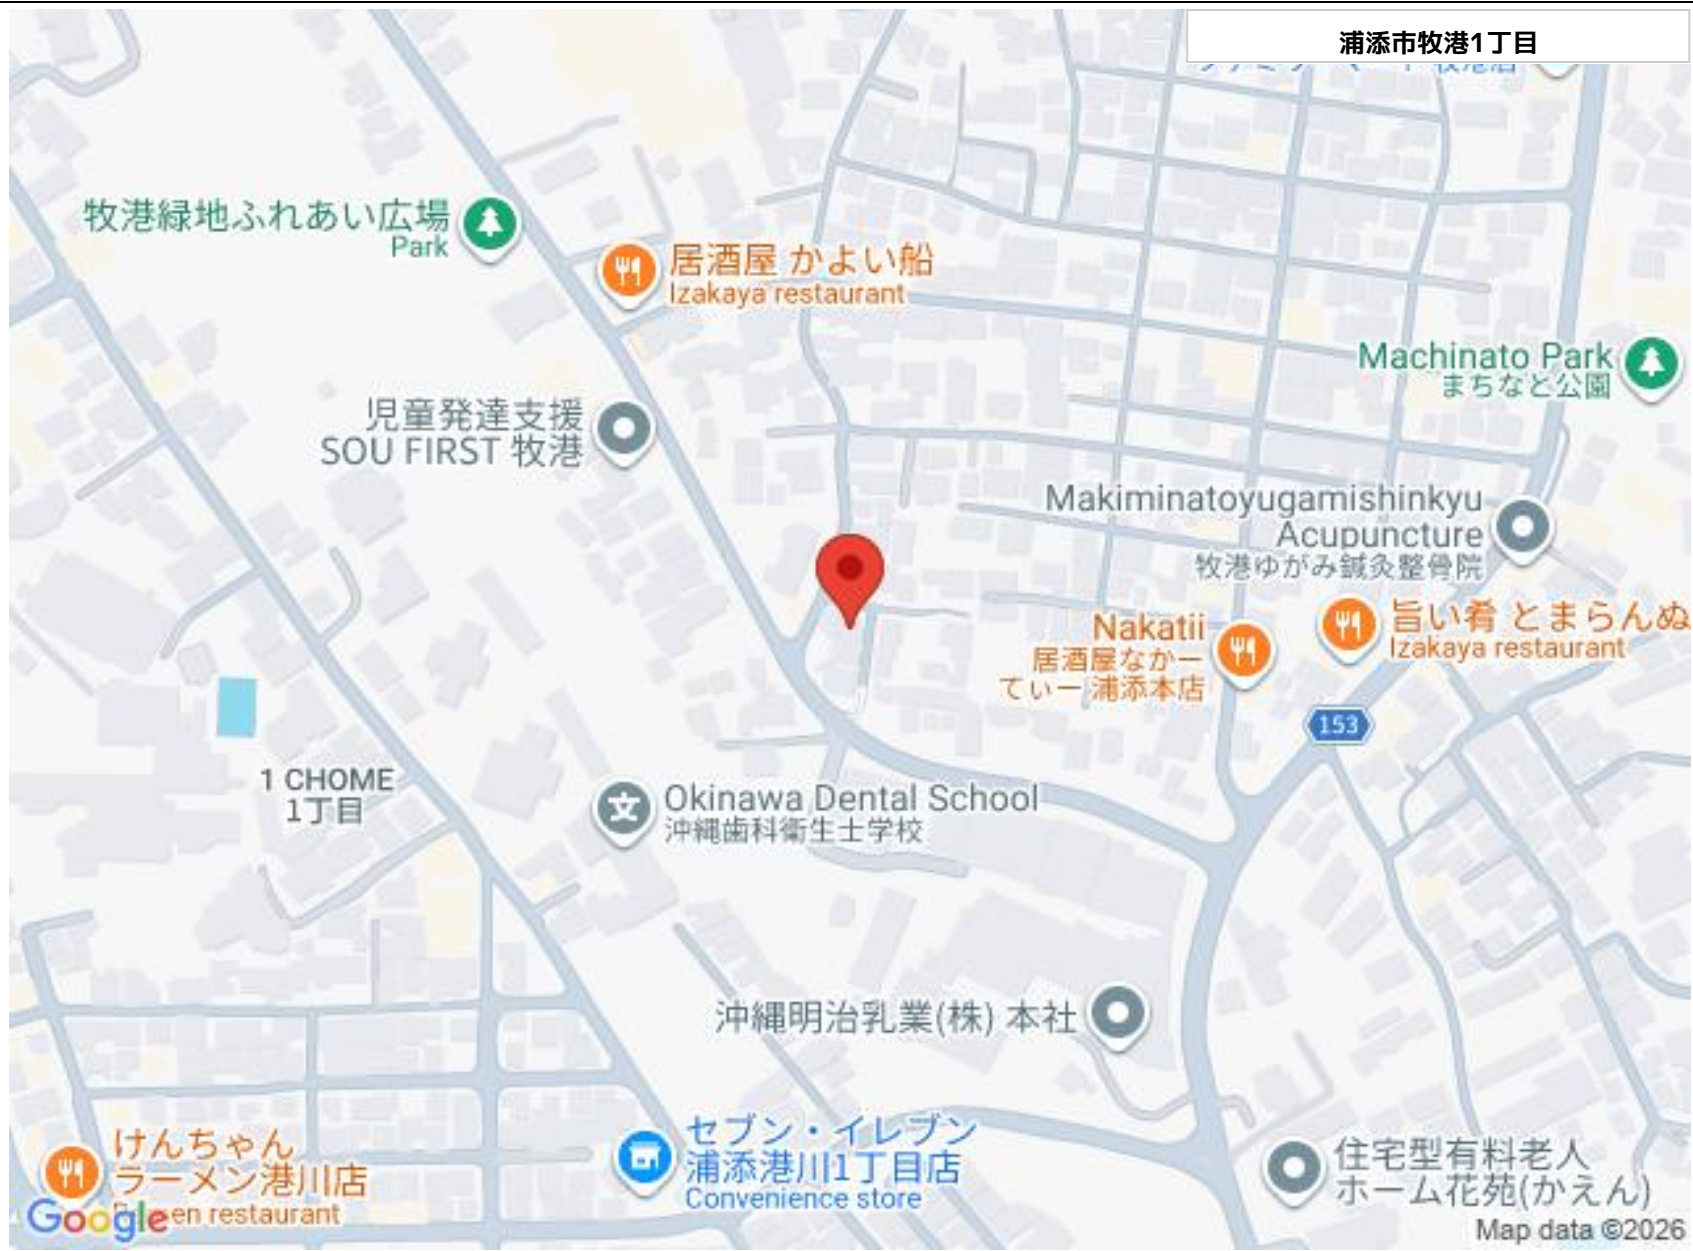 浦添市牧港1丁目
牧港緑地ふれあい広場
Park
居酒屋 かよい船
Izakaya restaurant
Machinato Park
まちなと公園
児童発達支援
SOU FIRST 牧港
Makiminatoyugamishinkyu
Acupuncture
牧港ゆがみ鍼灸整骨院
Nakatii
居酒屋なかー
てぃー 浦添本店
旨い肴 とまらんぬ
Izakaya restaurant
153
1 CHOME
1丁目
Okinawa Dental School
沖縄歯科衛生士学校
沖縄明治乳業(株) 本社
セブン・イレブン
浦添港川1丁目店
Convenience store
けんちゃん
ラーメン港川店
en restaurant
住宅型有料老人
ホーム花苑(かえん)
Google
Map data ©2026